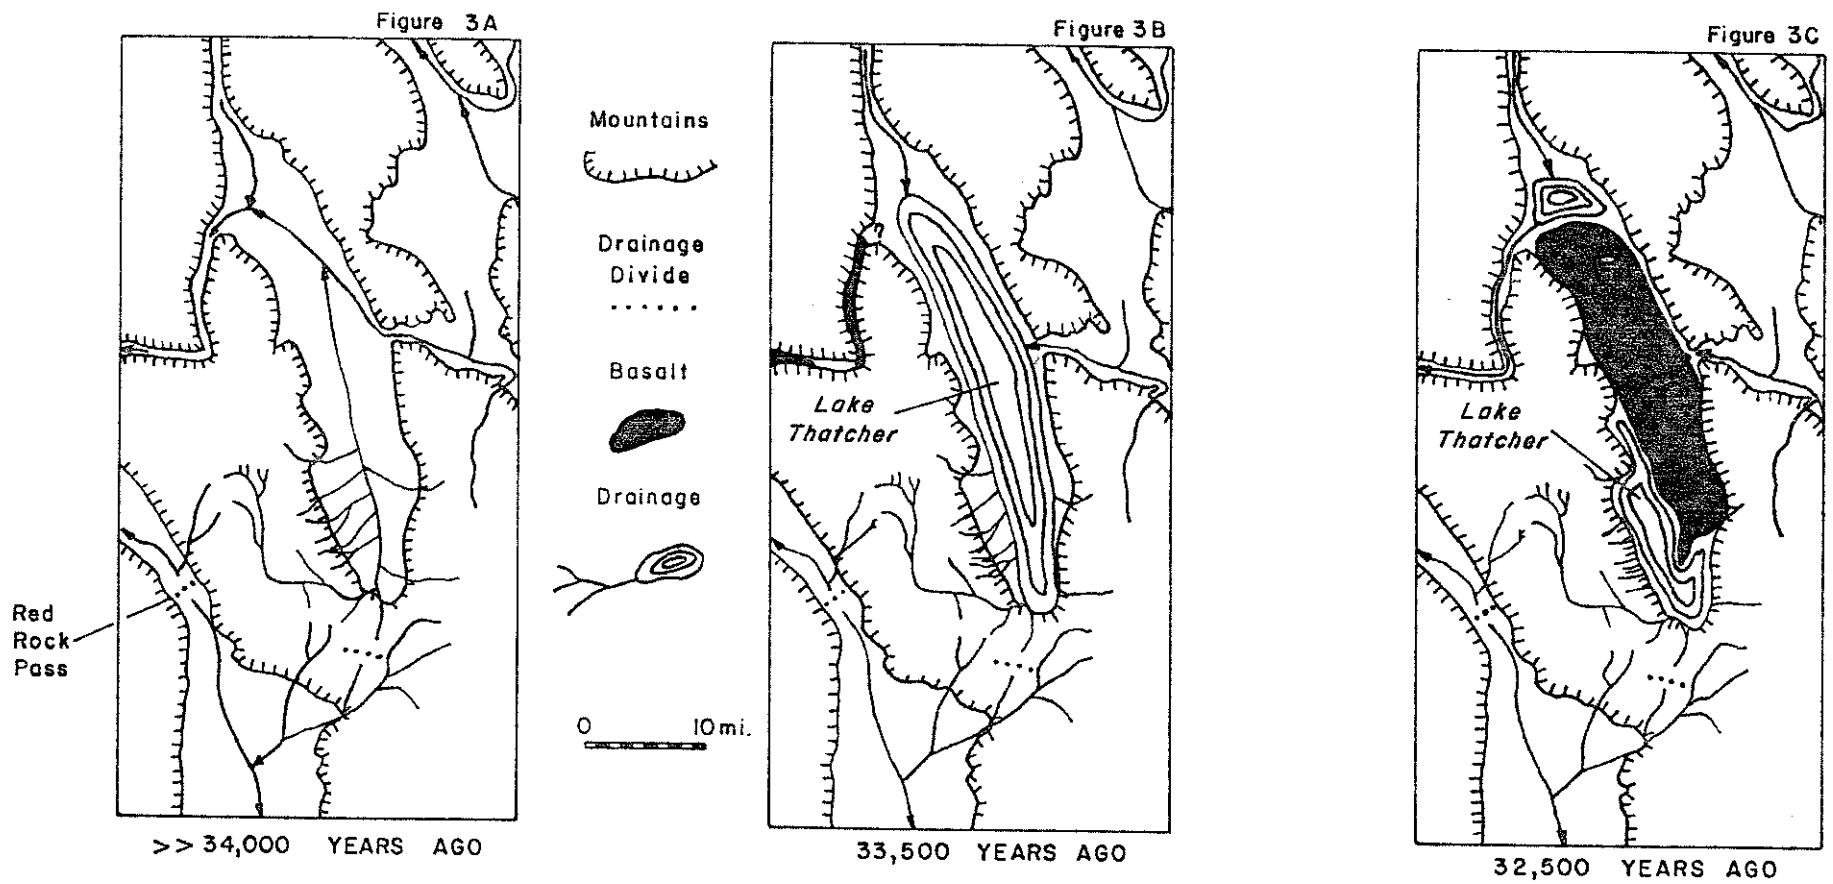 Figure 3A
Figure 3B
Figure 3C
Mountains
Drainage
Divide
Basalt
Drainage
0 10 mi.
Red
Rock
Pass
Lake
Thatcher
Lake
Thatcher
>> 34,000 YEARS AGO
33,500 YEARS AGO
32,500 YEARS AGO